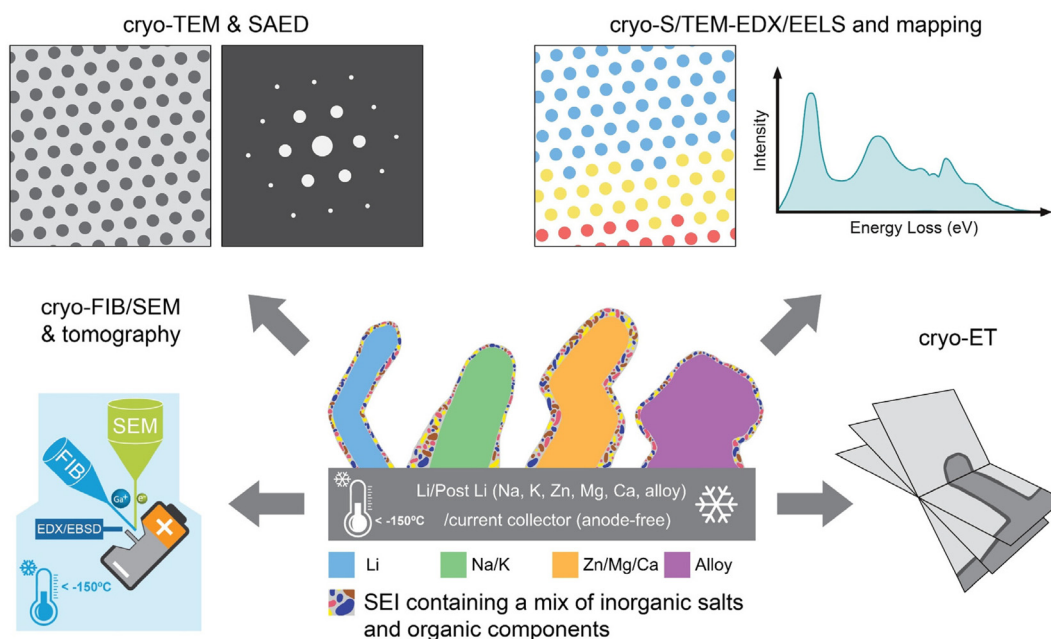 cryo-TEM & SAED
cryo-S/TEM-EDX/EELS and mapping
Intensity
Energy Loss (eV)
cryo-FIB/SEM
& tomography
cryo-ET
SEM
FIB
Ga+
e-
EDX/EBSD
< -150ºC
Li/Post Li (Na, K, Zn, Mg, Ca, alloy)
< -150ºC
/current collector (anode-free)
Li
Na/K
Zn/Mg/Ca
Alloy
SEI containing a mix of inorganic salts
and organic components